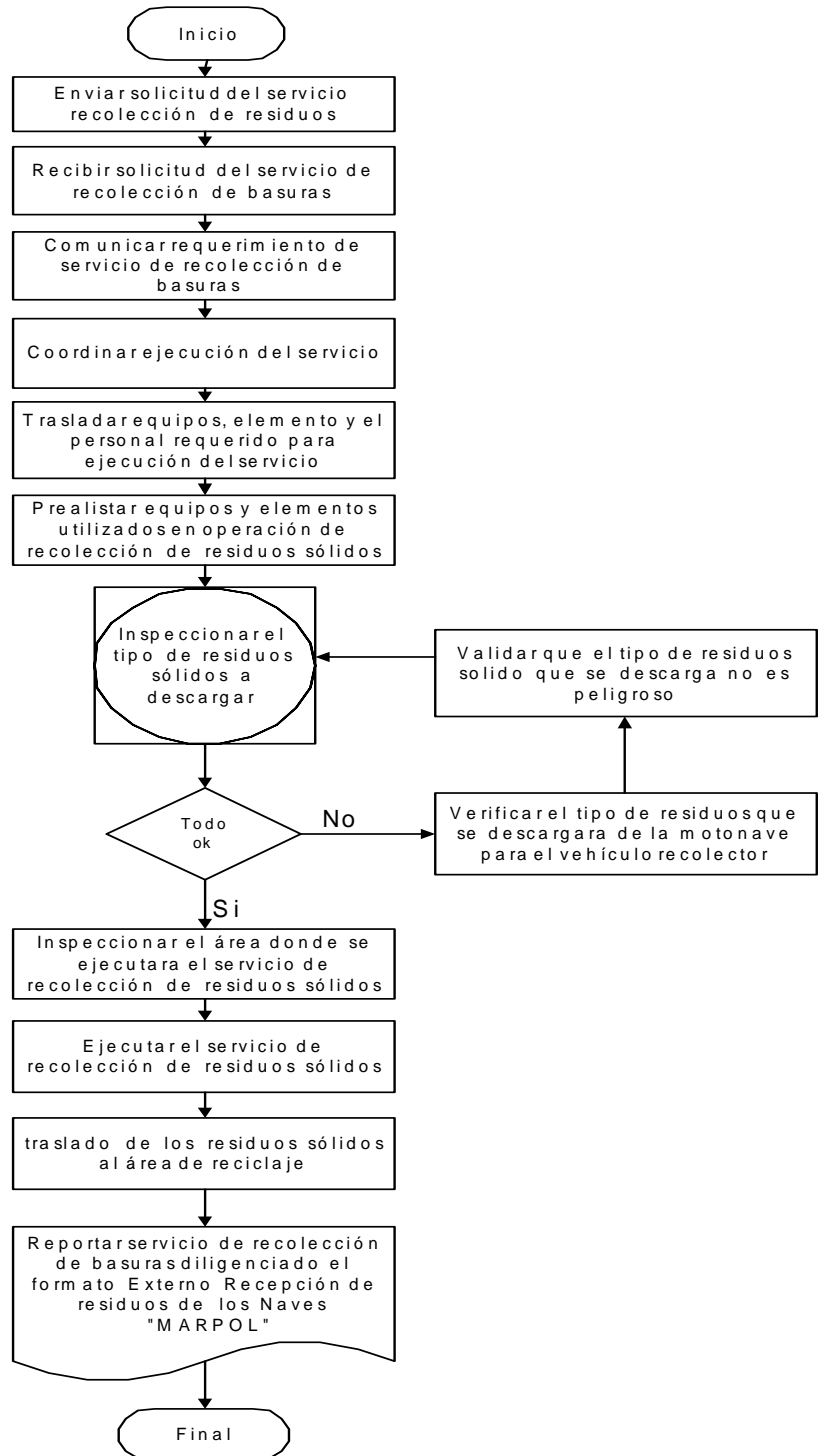 Inicio
Enviar solicitud del servicio
recolección de residuos
Recibir solicitud del servicio de
recolección de basuras
Comunicar requerimiento de
servicio de recolección de
basuras
Coordinar ejecución del servicio
Trasladar equipos, elemento y el
personal requerido para
ejecución del servicio
Prealistar equipos y elementos
utilizados en operación de
recolección de residuos sólidos
Inspeccionar el
tipo de residuos
sólidos a
descargar
Validar que el tipo de residuos
solido que se descarga no es
peligroso
Todo
ok
No
Verificar el tipo de residuos que
se descargara de la motonave
para el vehículo recolector
Si
Inspeccionar el área donde se
ejecutara el servicio de
recolección de residuos sólidos
Ejecutar el servicio de
recolección de residuos sólidos
traslado de los residuos sólidos
al área de reciclaje
Reportar servicio de recolección
de basuras diligenciado el
formato Externo Recepción de
residuos de los Naves
"MARPOL"
Final